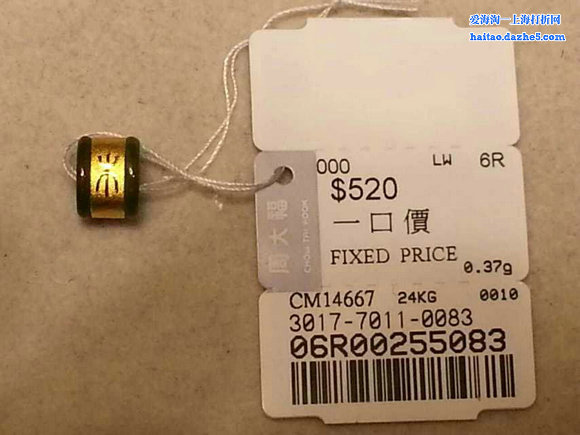 爱海淘—上海打折网
haitao.dazhe5.com
000 LW 6R
$520
一口價
FIXED PRICE
0.37g
周大福
CHOW TAI FOOK
CM14667 24KG 0010
3017-7011-0083
06R00255083